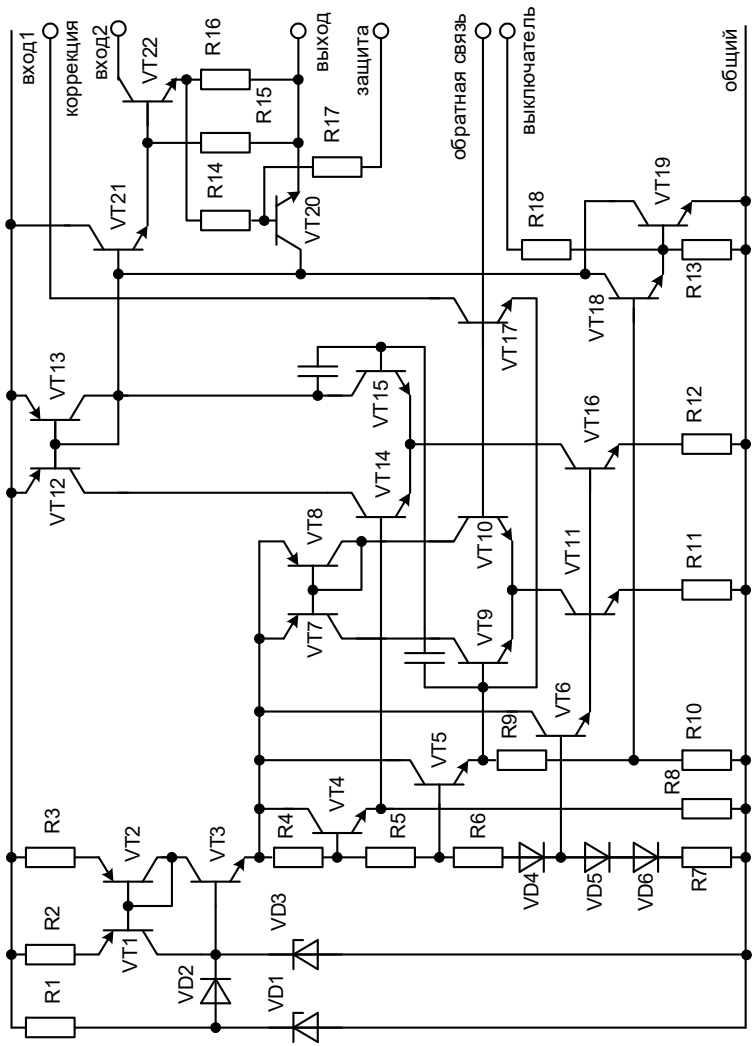 вход1
коррекция
вход2
VT22
R16
выход
защита
обратная связь
выключатель
общий
R15
R14
R17
VT21
VT20
R18
VT19
VT18
R13
VT13
VT12
VT15
VT14
VT17
VT16
R12
VT8
VT7
VT10
VT9
VT11
R11
VT6
R9
VT5
R10
VT4
R8
R3
VT2
VT3
R4
R5
R6
VD4
VD5
VD6
R7
R2
VT1
VD3
VD2
R1
VD1